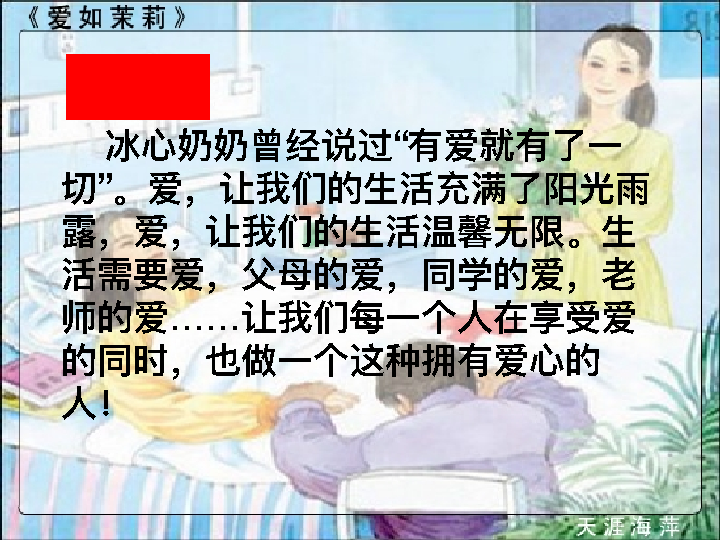 《爱如茉莉》
冰心奶奶曾经说过“有爱就有了一
切”。爱，让我们的生活充满了阳光雨
露，爱，让我们的生活温馨无限。生
活需要爱，父母的爱，同学的爱，老
师的爱……让我们每一个人在享受爱
的同时，也做一个这种拥有爱心的
人！
天涯海萍